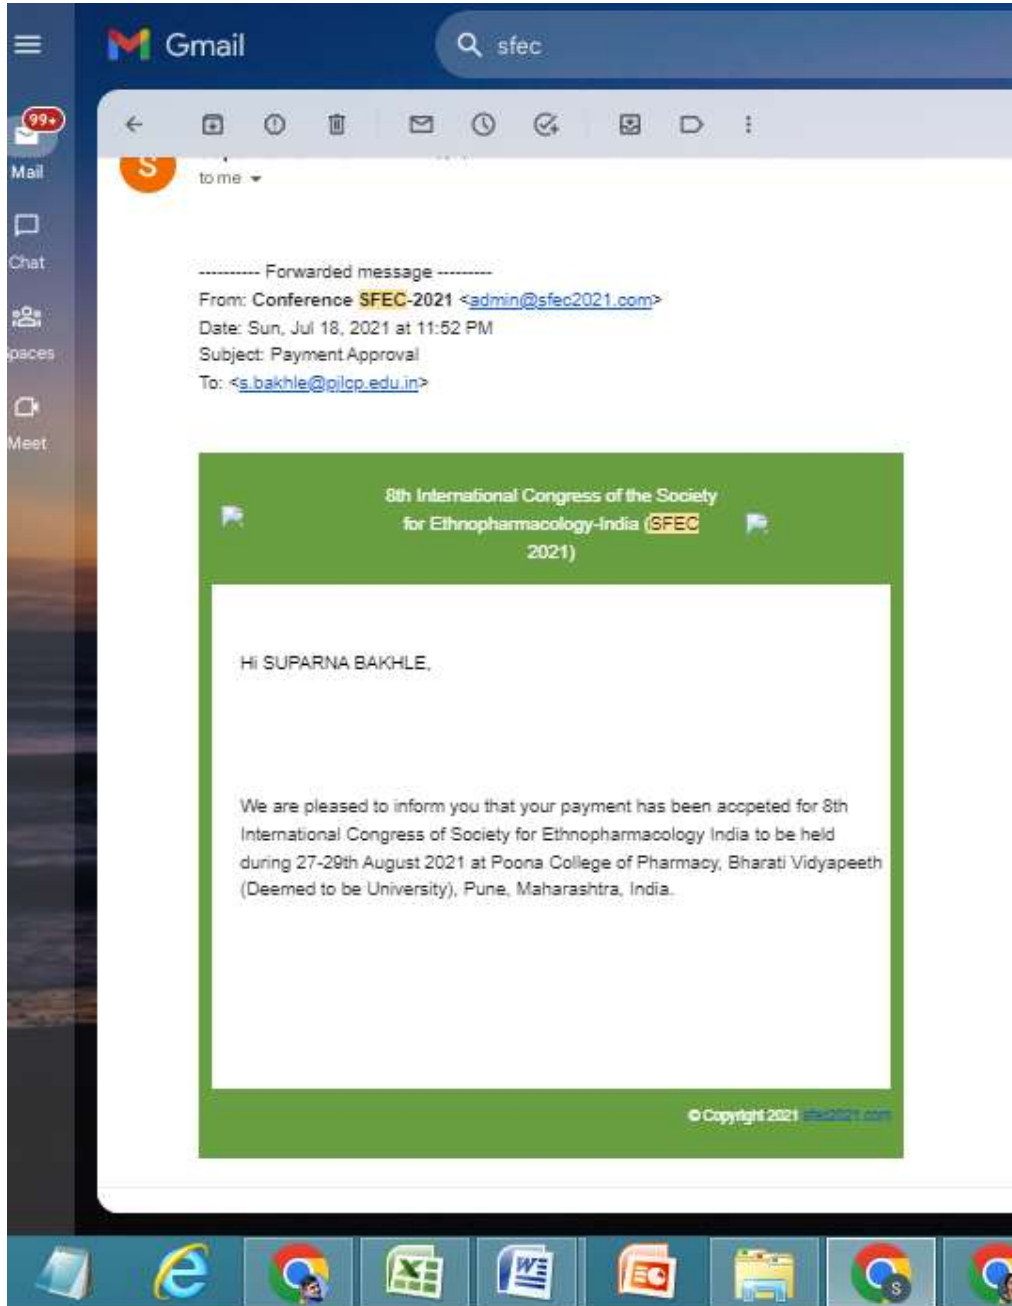 Gmail
sfec
99+
Mail
S
to me
Chat
---------- Forwarded message ---------
From: Conference SFEC-2021 <admin@sfec2021.com>
Date: Sun, Jul 18, 2021 at 11:52 PM
paces
Subject: Payment Approval
To: <s.bakhle@pjlcp.edu.in>
Meet
8th International Congress of the Society
for Ethnopharmacology-India (SFEC
2021)
Hi SUPARNA BAKHLE,
We are pleased to inform you that your payment has been accpeted for 8th
International Congress of Society for Ethnopharmacology India to be held
during 27-29th August 2021 at Poona College of Pharmacy, Bharati Vidyapeeth
(Deemed to be University), Pune, Maharashtra, India.
© Copyright 2021 sfec2021.com
S